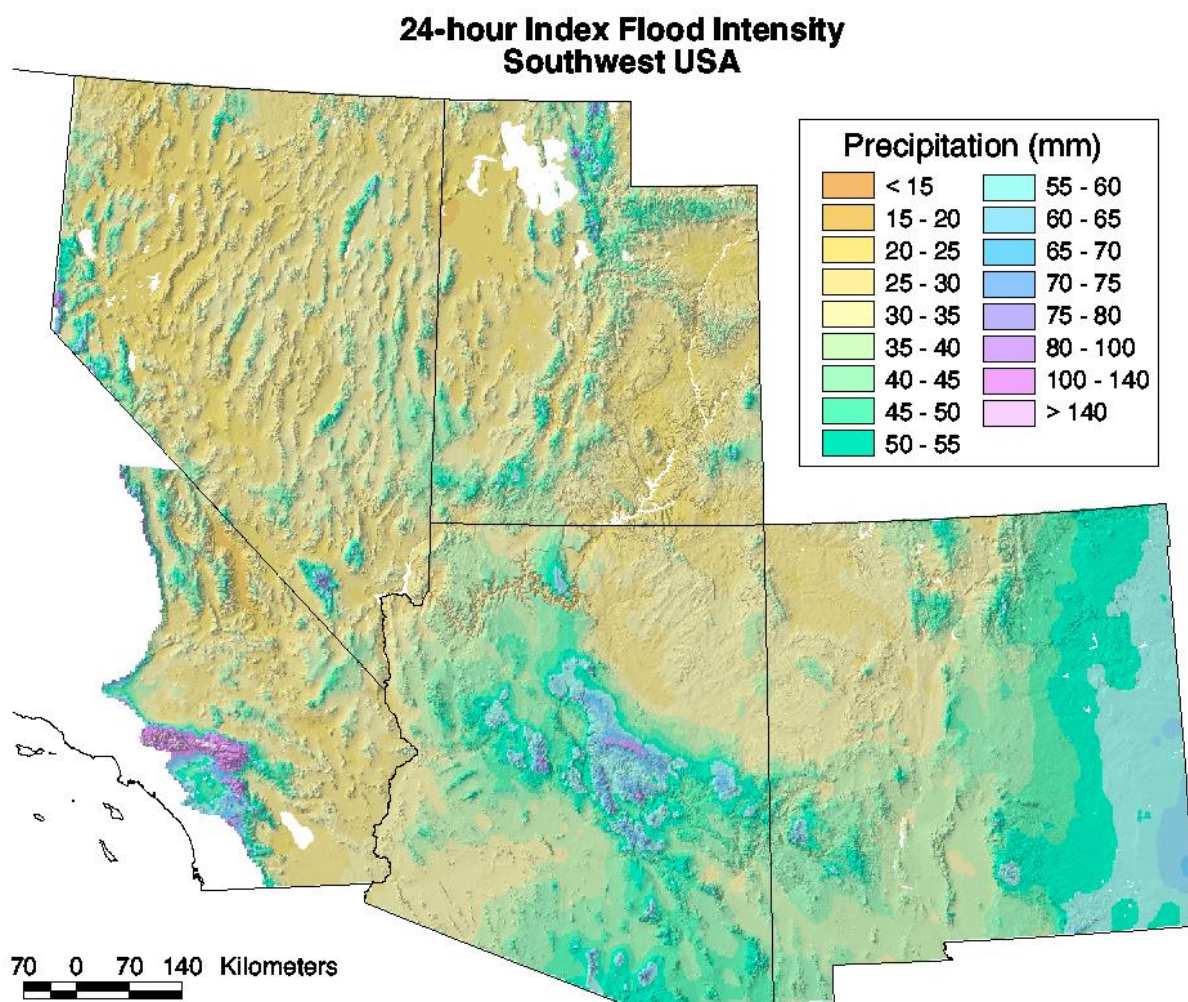 24-hour Index Flood Intensity
Southwest USA
Precipitation (mm)
< 15
15 - 20
20 - 25
25 - 30
30 - 35
35 - 40
40 - 45
45 - 50
50 - 55
55 - 60
60 - 65
65 - 70
70 - 75
75 - 80
80 - 100
100 - 140
> 140
70 0 70 140 Kilometers